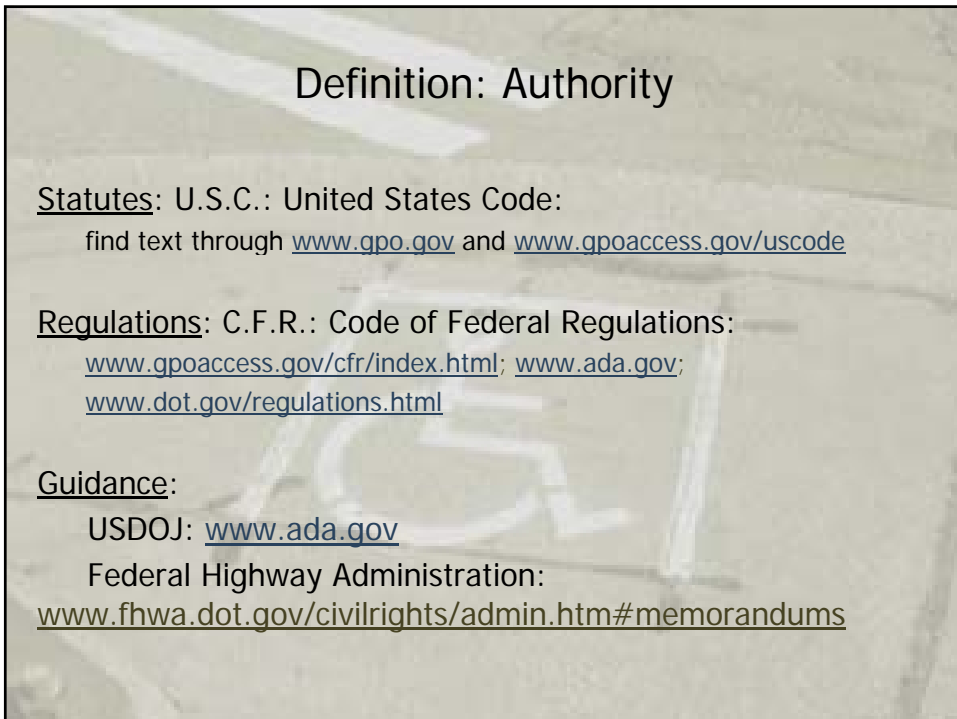 Definition: Authority
Statutes: U.S.C.: United States Code:
find text through www.gpo.gov and www.gpoaccess.gov/uscode
Regulations: C.F.R.: Code of Federal Regulations:
www.gpoaccess.gov/cfr/index.html; www.ada.gov;
www.dot.gov/regulations.html
Guidance:
USDOJ: www.ada.gov
Federal Highway Administration:
www.fhwa.dot.gov/civilrights/admin.htm#memorandums